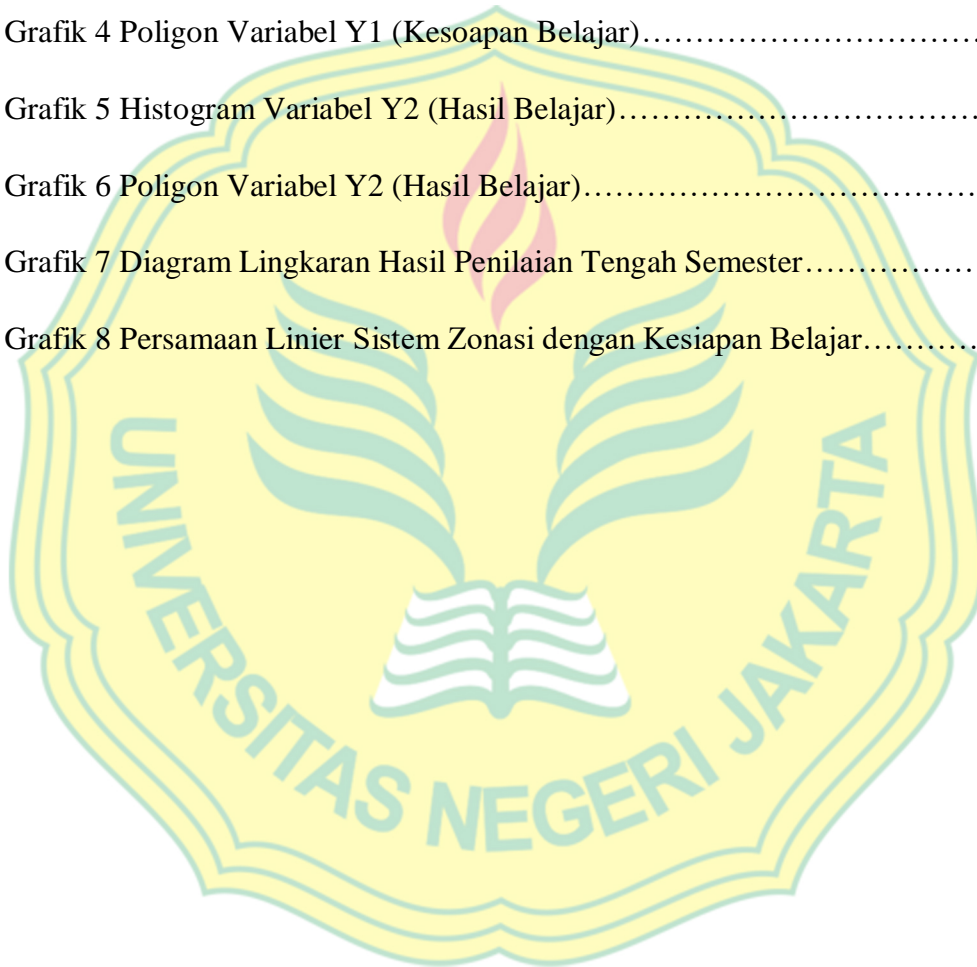 Grafik 4 Poligon Variabel Y1 (Kesoapan Belajar)…………………………….
Grafik 5 Histogram Variabel Y2 (Hasil Belajar)…………………………….
Grafik 6 Poligon Variabel Y2 (Hasil Belajar)………………………………
Grafik 7 Diagram Lingkaran Hasil Penilaian Tengah Semester……………
Grafik 8 Persamaan Linier Sistem Zonasi dengan Kesiapan Belajar…………
UNIVERSITAS NEGERI JAKARTA